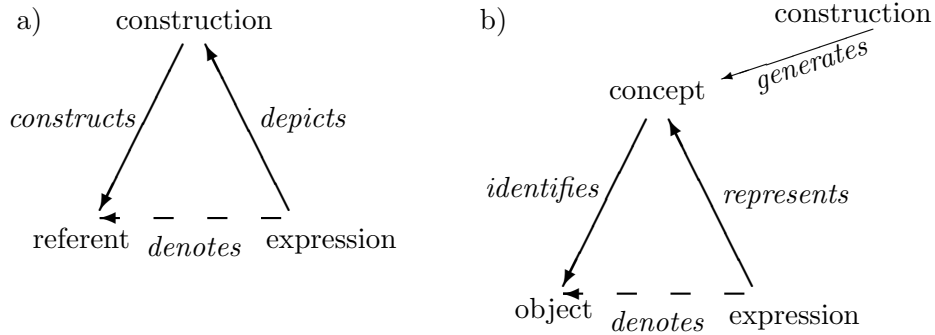 a)
construction
constructs
depicts
referent
denotes
expression
b)
construction
generates
concept
identifies
represents
object
denotes
expression